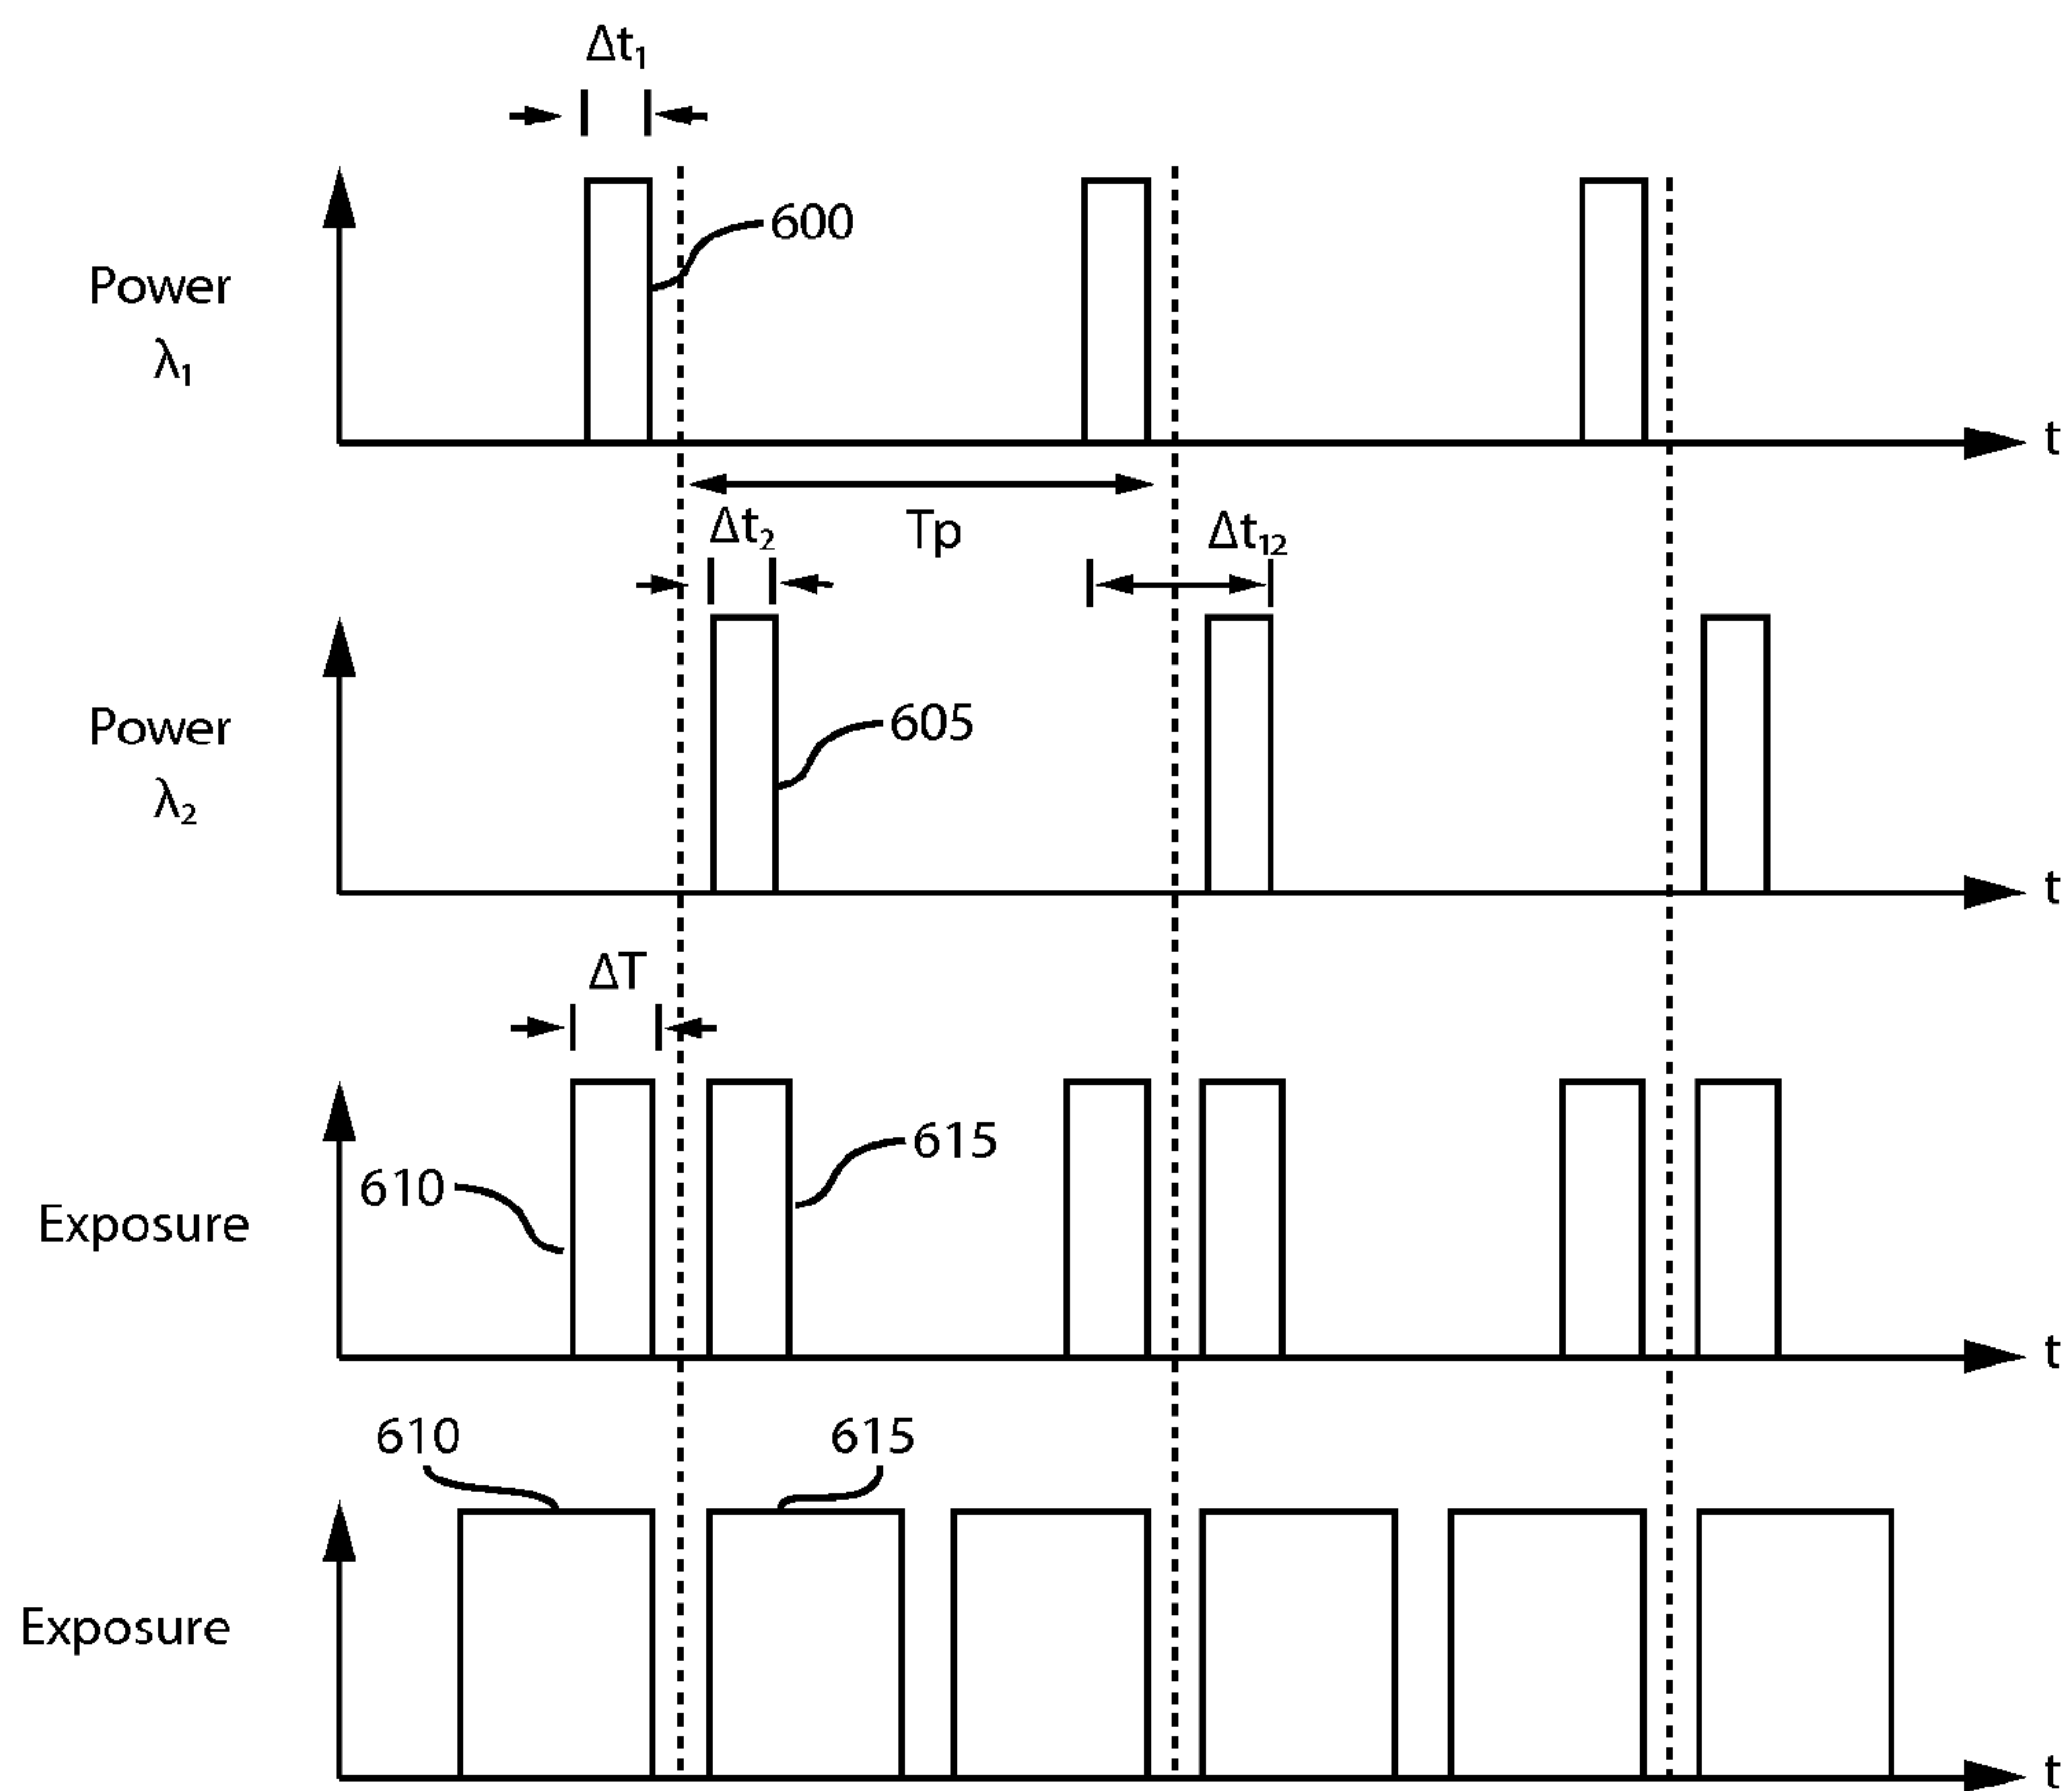 Δt₁
600
Power
λ₁
t
Δt₂
Tp
Δt₁₂
Power
λ₂
605
t
ΔT
610
615
Exposure
t
610
615
Exposure
t